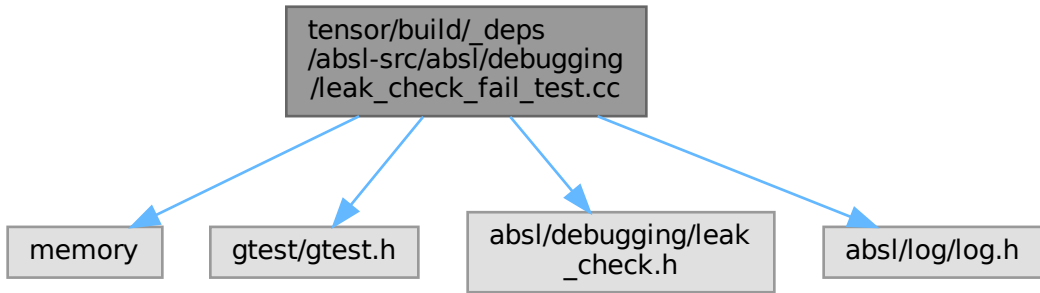 tensor/build/_deps
/absl-src/absl/debugging
/leak_check_fail_test.cc
memory
gtest/gtest.h
absl/debugging/leak
_check.h
absl/log/log.h